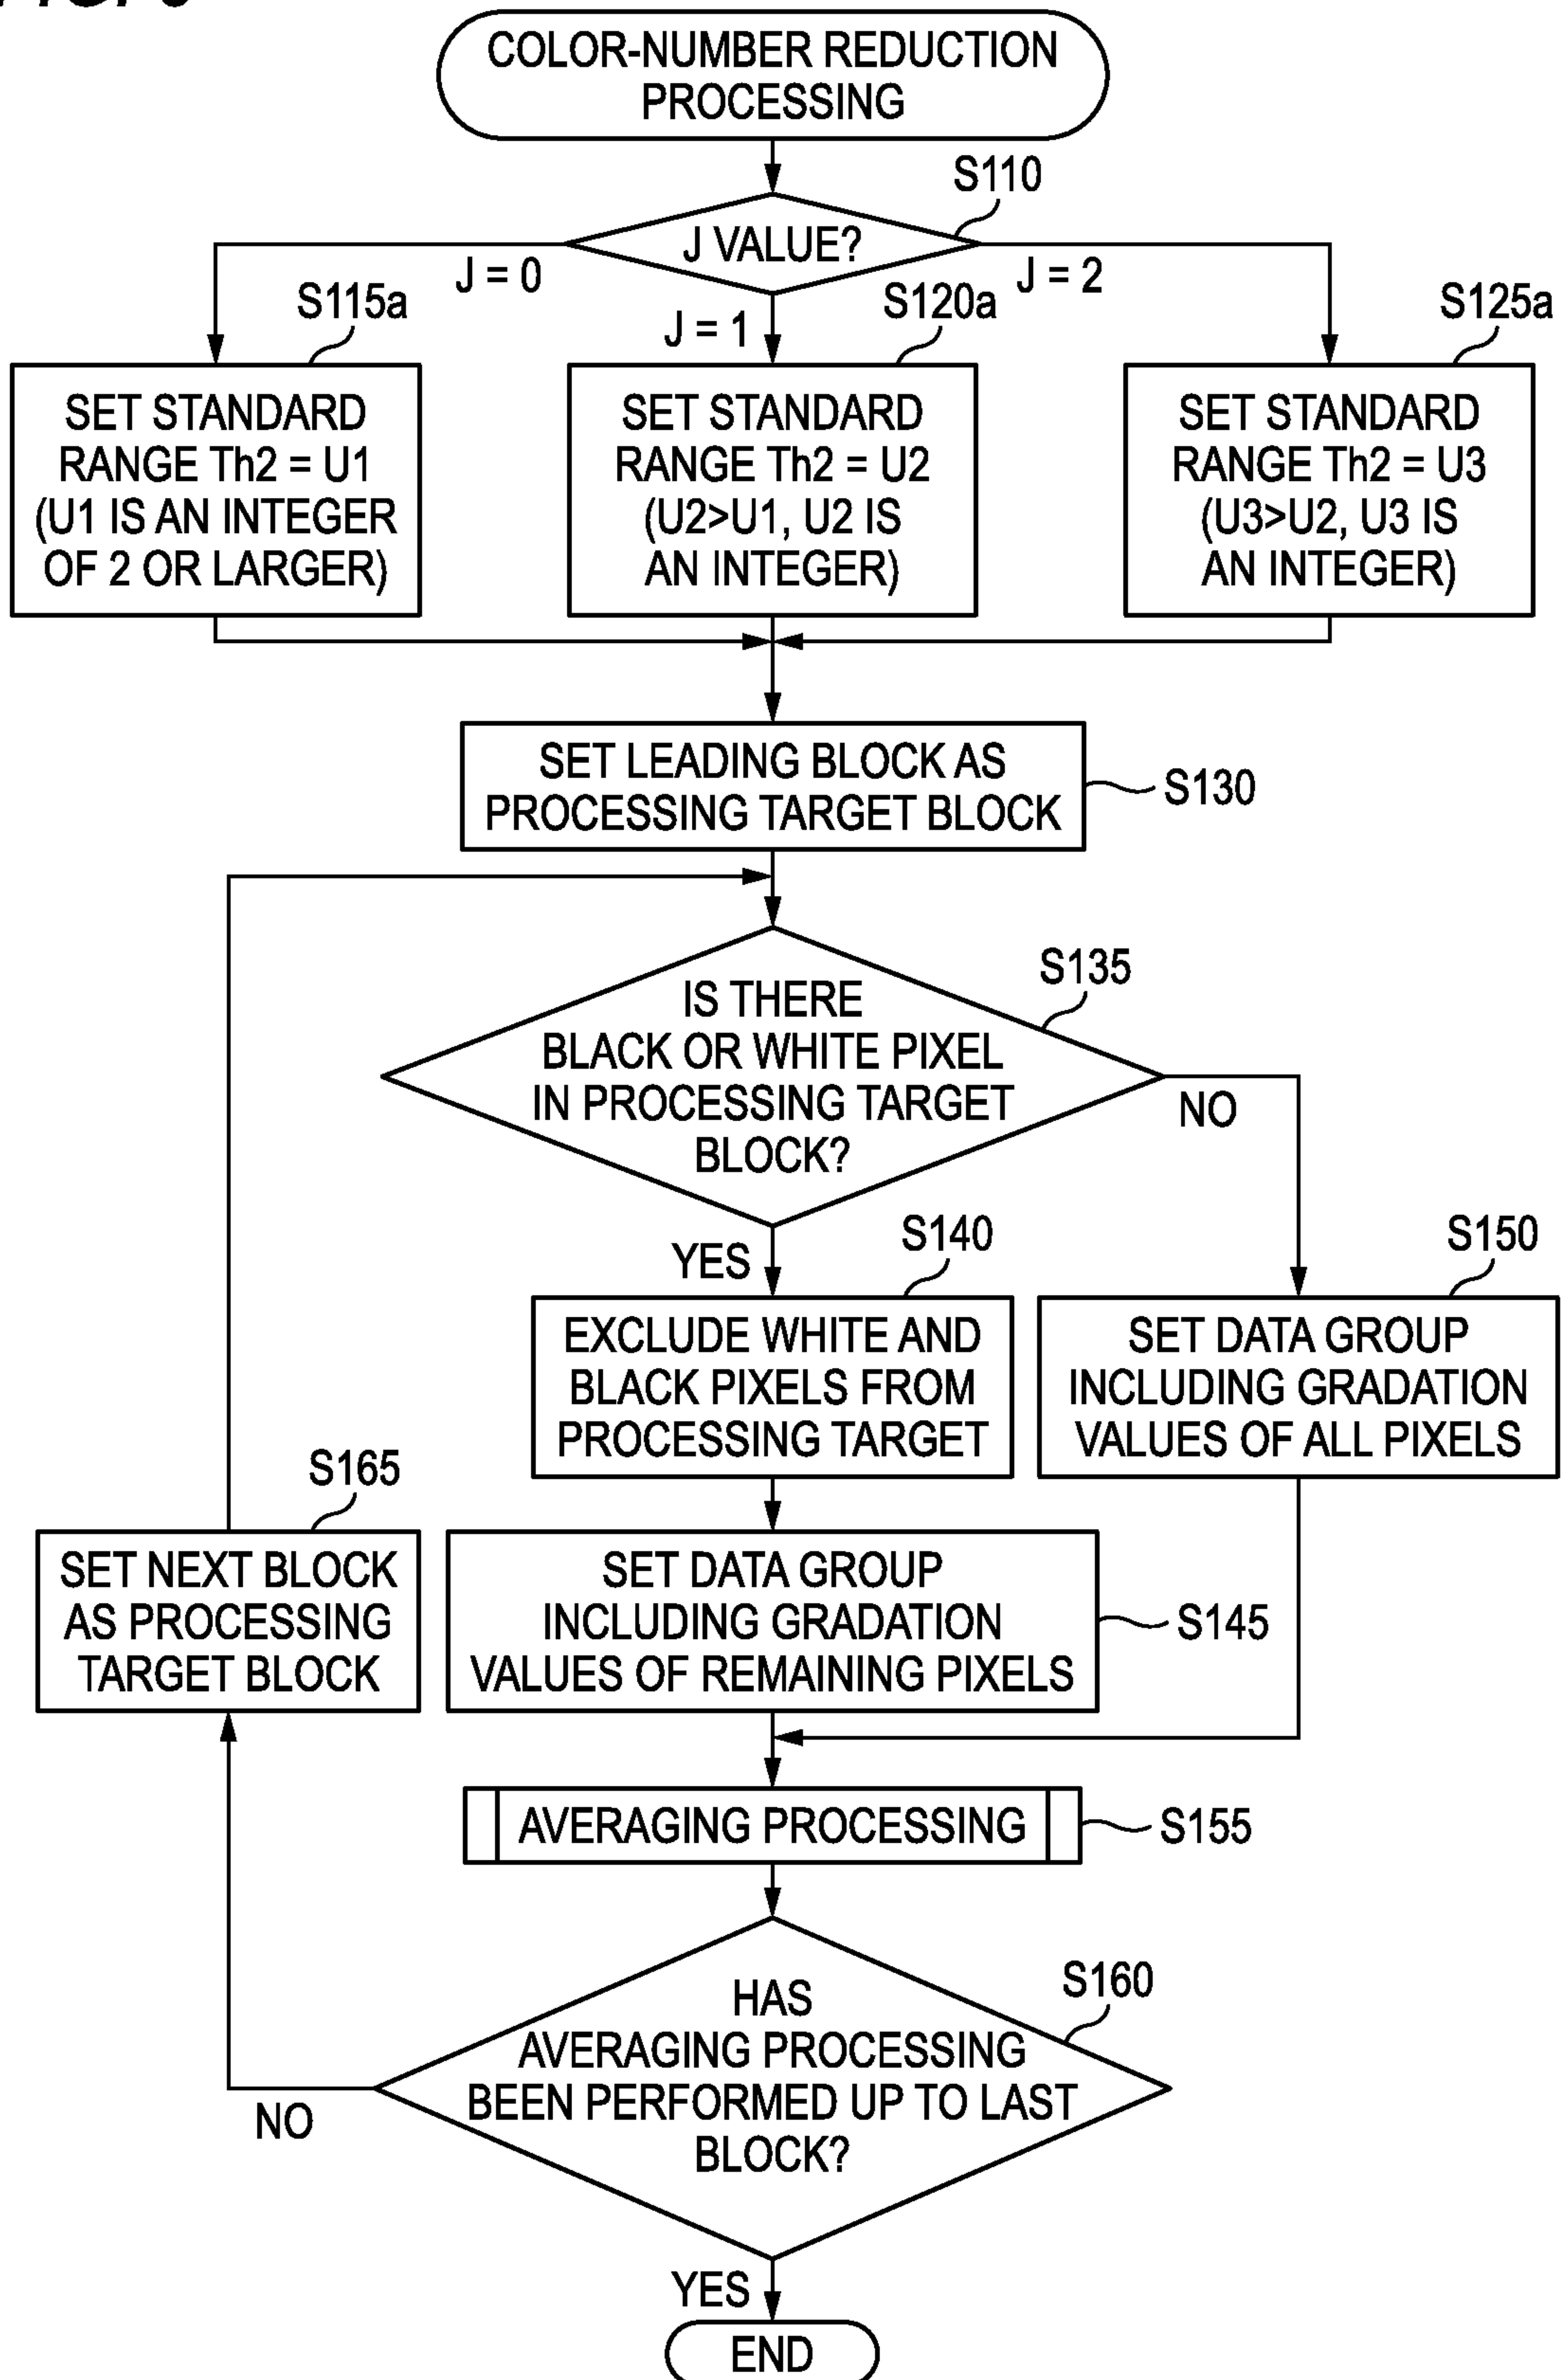 COLOR-NUMBER REDUCTION
PROCESSING
S110
J VALUE?
J = 0
J = 1
J = 2
S115a
S120a
S125a
SET STANDARD
RANGE Th2 = U1
(U1 IS AN INTEGER
OF 2 OR LARGER)
SET STANDARD
RANGE Th2 = U2
(U2>U1, U2 IS
AN INTEGER)
SET STANDARD
RANGE Th2 = U3
(U3>U2, U3 IS
AN INTEGER)
SET LEADING BLOCK AS
PROCESSING TARGET BLOCK
S130
S135
IS THERE
BLACK OR WHITE PIXEL
IN PROCESSING TARGET
BLOCK?
NO
YES
S140
S150
EXCLUDE WHITE AND
BLACK PIXELS FROM
PROCESSING TARGET
SET DATA GROUP
INCLUDING GRADATION
VALUES OF ALL PIXELS
S165
SET NEXT BLOCK
AS PROCESSING
TARGET BLOCK
SET DATA GROUP
INCLUDING GRADATION
VALUES OF REMAINING PIXELS
S145
AVERAGING PROCESSING
S155
S160
HAS
AVERAGING PROCESSING
BEEN PERFORMED UP TO LAST
BLOCK?
NO
YES
END